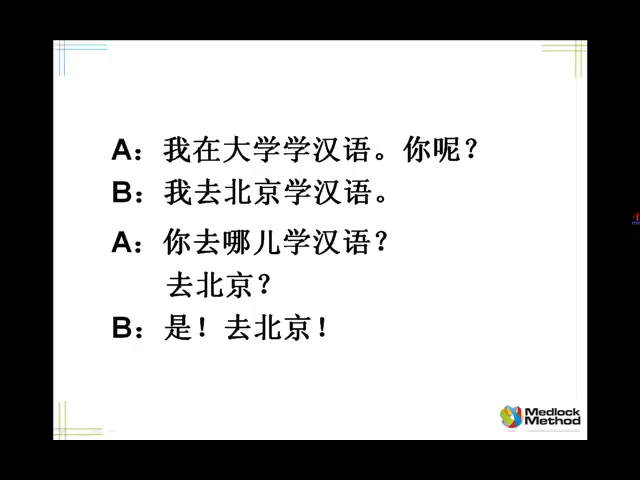 A：我在大学学汉语。你呢？
B：我去北京学汉语。
A：你去哪儿学汉语？
去北京？
B：是！去北京！
Medlock
Method